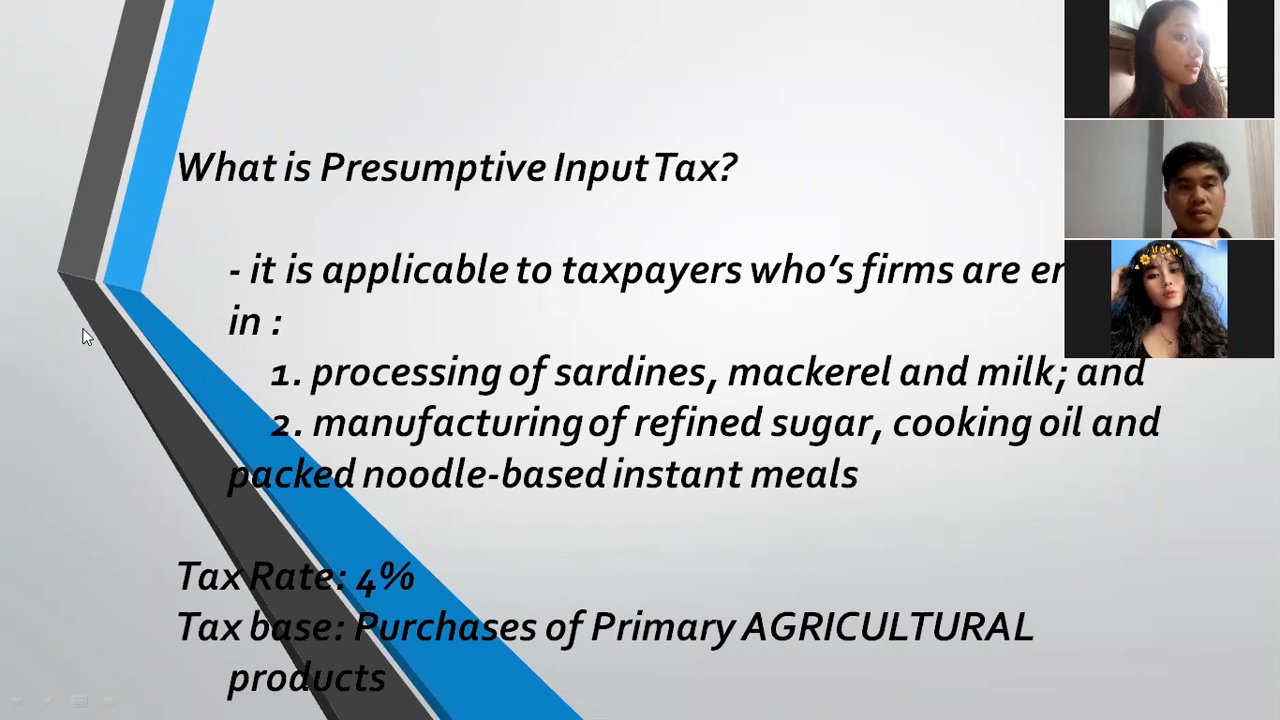 What is Presumptive Input Tax?
- it is applicable to taxpayers who’s firms are
in :
1. processing of sardines, mackerel and milk; and
2. manufacturing of refined sugar, cooking oil and
packed noodle-based instant meals
Tax Rate: 4%
Tax base: Purchases of Primary AGRICULTURAL
products